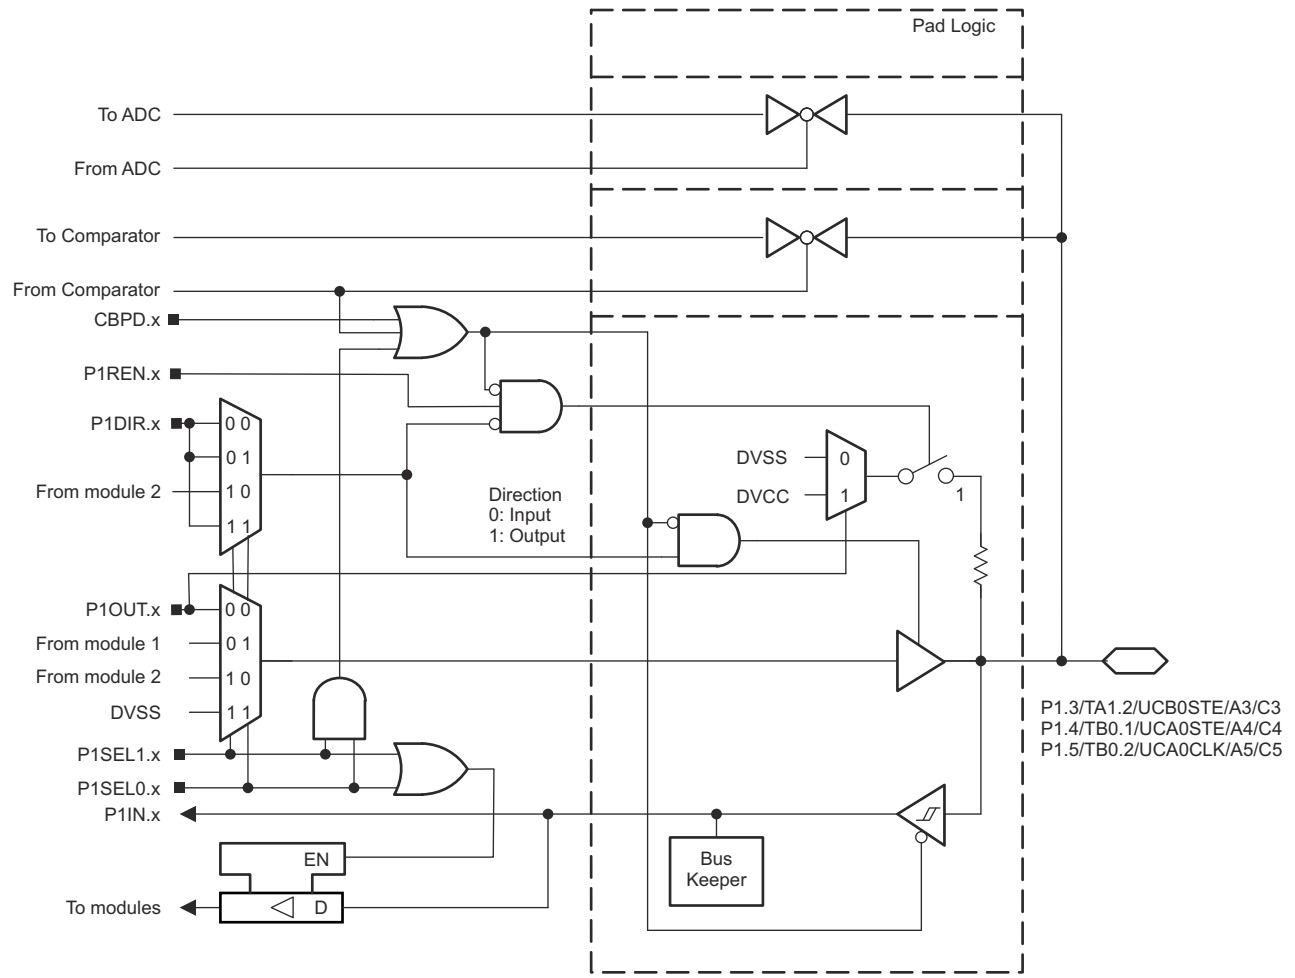 Pad Logic
To ADC
From ADC
To Comparator
From Comparator
CBPD.x
P1REN.x
P1DIR.x
0 0
0 1
From module 2
1 0
1 1
Direction
0: Input
1: Output
DVSS
0
DVCC
1
1
P1OUT.x
0 0
From module 1
0 1
From module 2
1 0
DVSS
1 1
P1SEL1.x
P1SEL0.x
P1IN.x
P1.3/TA1.2/UCB0STE/A3/C3
P1.4/TB0.1/UCA0STE/A4/C4
P1.5/TB0.2/UCA0CLK/A5/C5
EN
Bus
Keeper
To modules
D